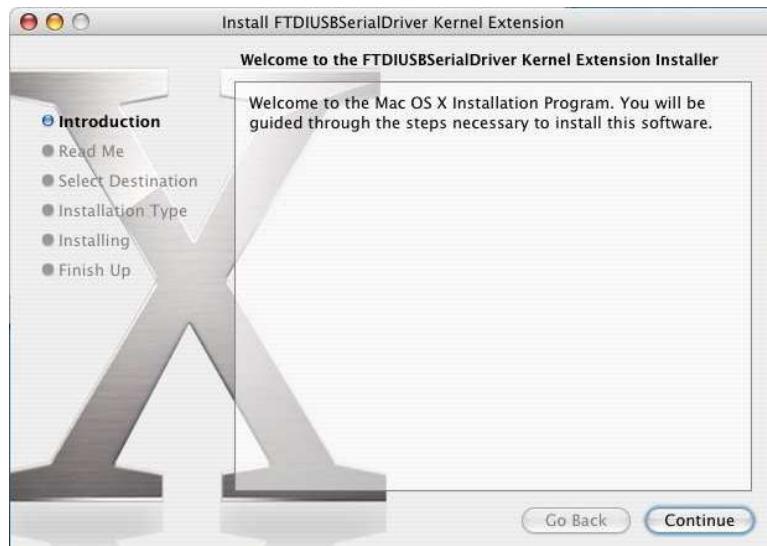 Install FTDIUSBSerialDriver Kernel Extension
Welcome to the FTDIUSBSerialDriver Kernel Extension Installer
Introduction
Read Me
Select Destination
Installation Type
Installing
Finish Up
Welcome to the Mac OS X Installation Program. You will be
guided through the steps necessary to install this software.
Go Back
Continue